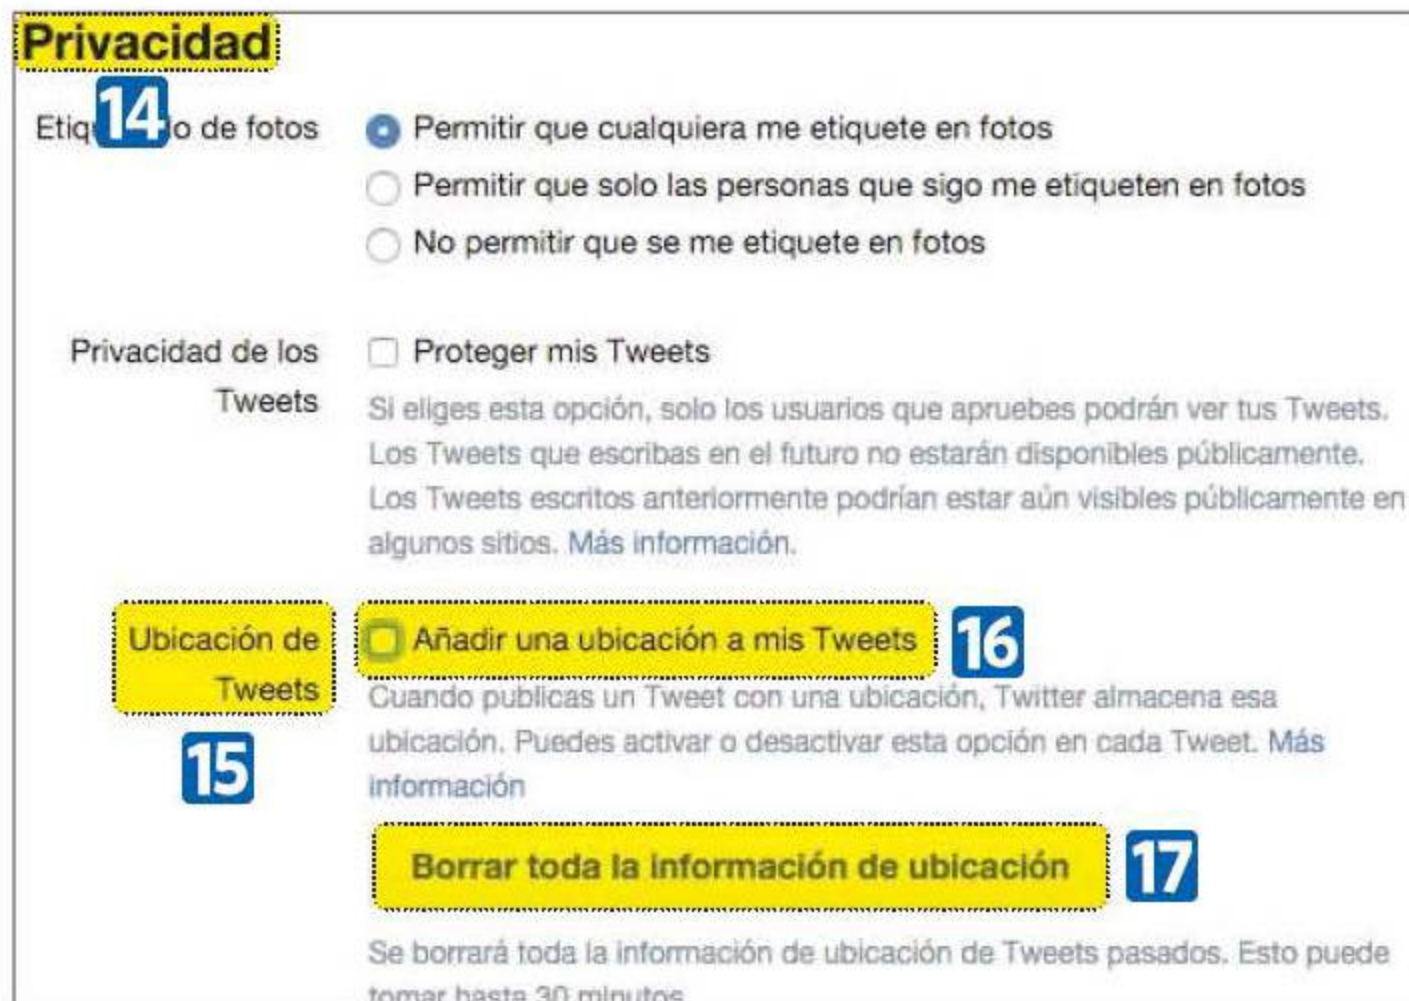 Privacidad
14
Etiq o de fotos
Permitir que cualquiera me etiquete en fotos
Permitir que solo las personas que sigo me etiqueten en fotos
No permitir que se me etiquete en fotos
Privacidad de los
Tweets
Proteger mis Tweets
Si eliges esta opción, solo los usuarios que apruebes podrán ver tus Tweets.
Los Tweets que escribas en el futuro no estarán disponibles públicamente.
Los Tweets escritos anteriormente podrían estar aún visibles públicamente en
algunos sitios. Más información.
Ubicación de
Tweets
15
Añadir una ubicación a mis Tweets
16
Cuando publicas un Tweet con una ubicación, Twitter almacena esa
ubicación. Puedes activar o desactivar esta opción en cada Tweet. Más
información
Borrar toda la información de ubicación
17
Se borrará toda la información de ubicación de Tweets pasados. Esto puede
tomar hasta 30 minutos